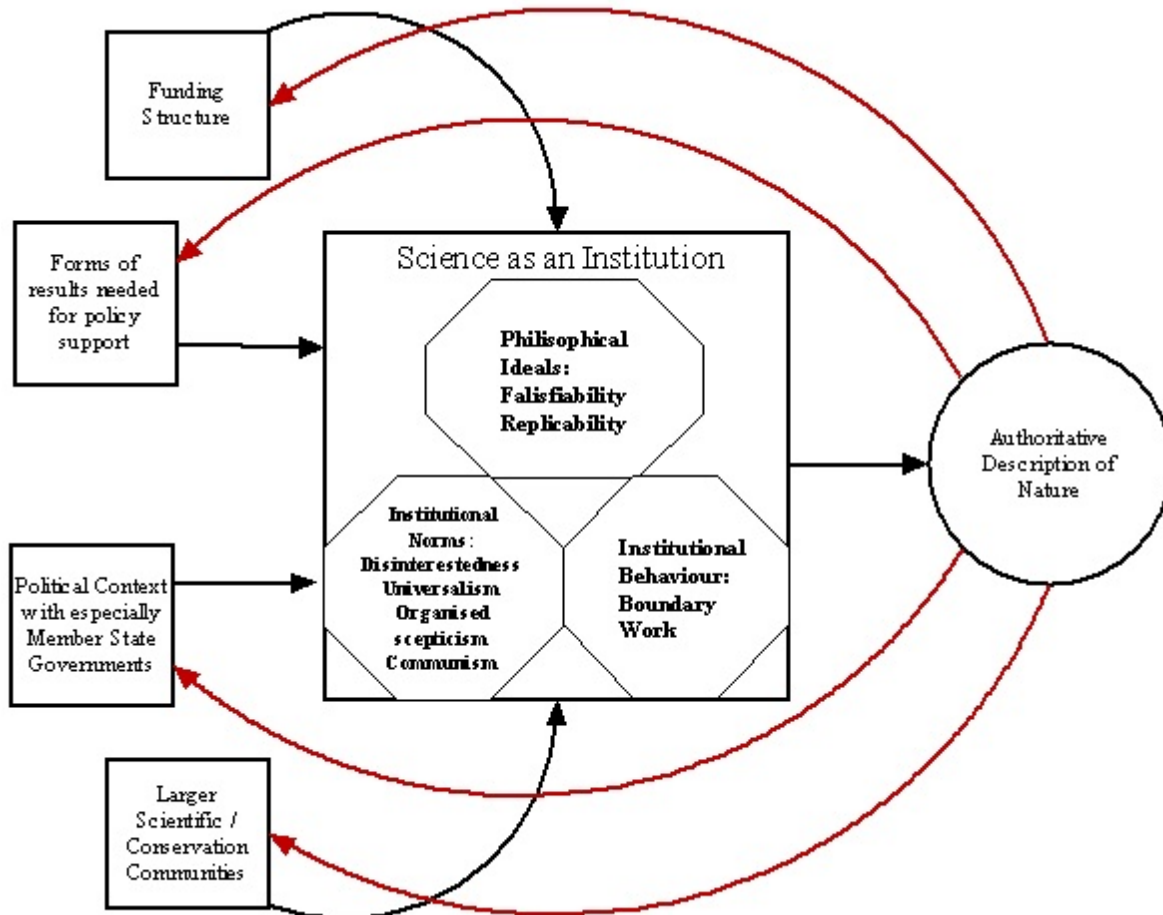 Funding
Structure
Forms of
results needed
for policy
support
Political Context
with especially
Member State
Governments
Larger
Scientific /
Conservation
Communities
Science as an Institution
Philisophical
Ideals:
Falisfiability
Replicability
Institutional
Norms:
Disinterestedness
Universalism
Organised
scepticism
Communism
Institutional
Behaviour:
Boundary
Work
Authoritative
Description of
Nature